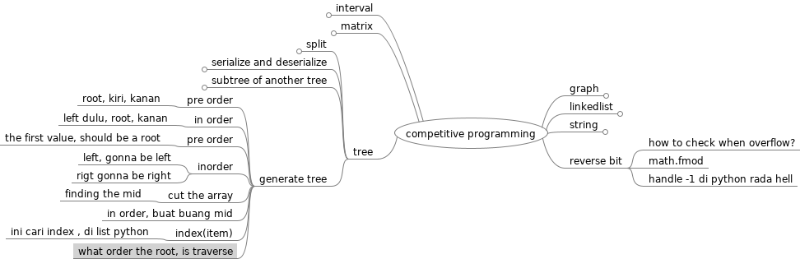 interval
matrix
split
serialize and deserialize
subtree of another tree
root, kiri, kanan
pre order
left dulu, root, kanan
in order
the first value, should be a root
pre order
left, gonna be left
rigt gonna be right
inorder
finding the mid
cut the array
in order, buat buang mid
ini cari index , di list python
index(item)
what order the root, is traverse
generate tree
tree
competitive programming
graph
linkedlist
string
reverse bit
how to check when overflow?
math.fmod
handle -1 di python rada hell